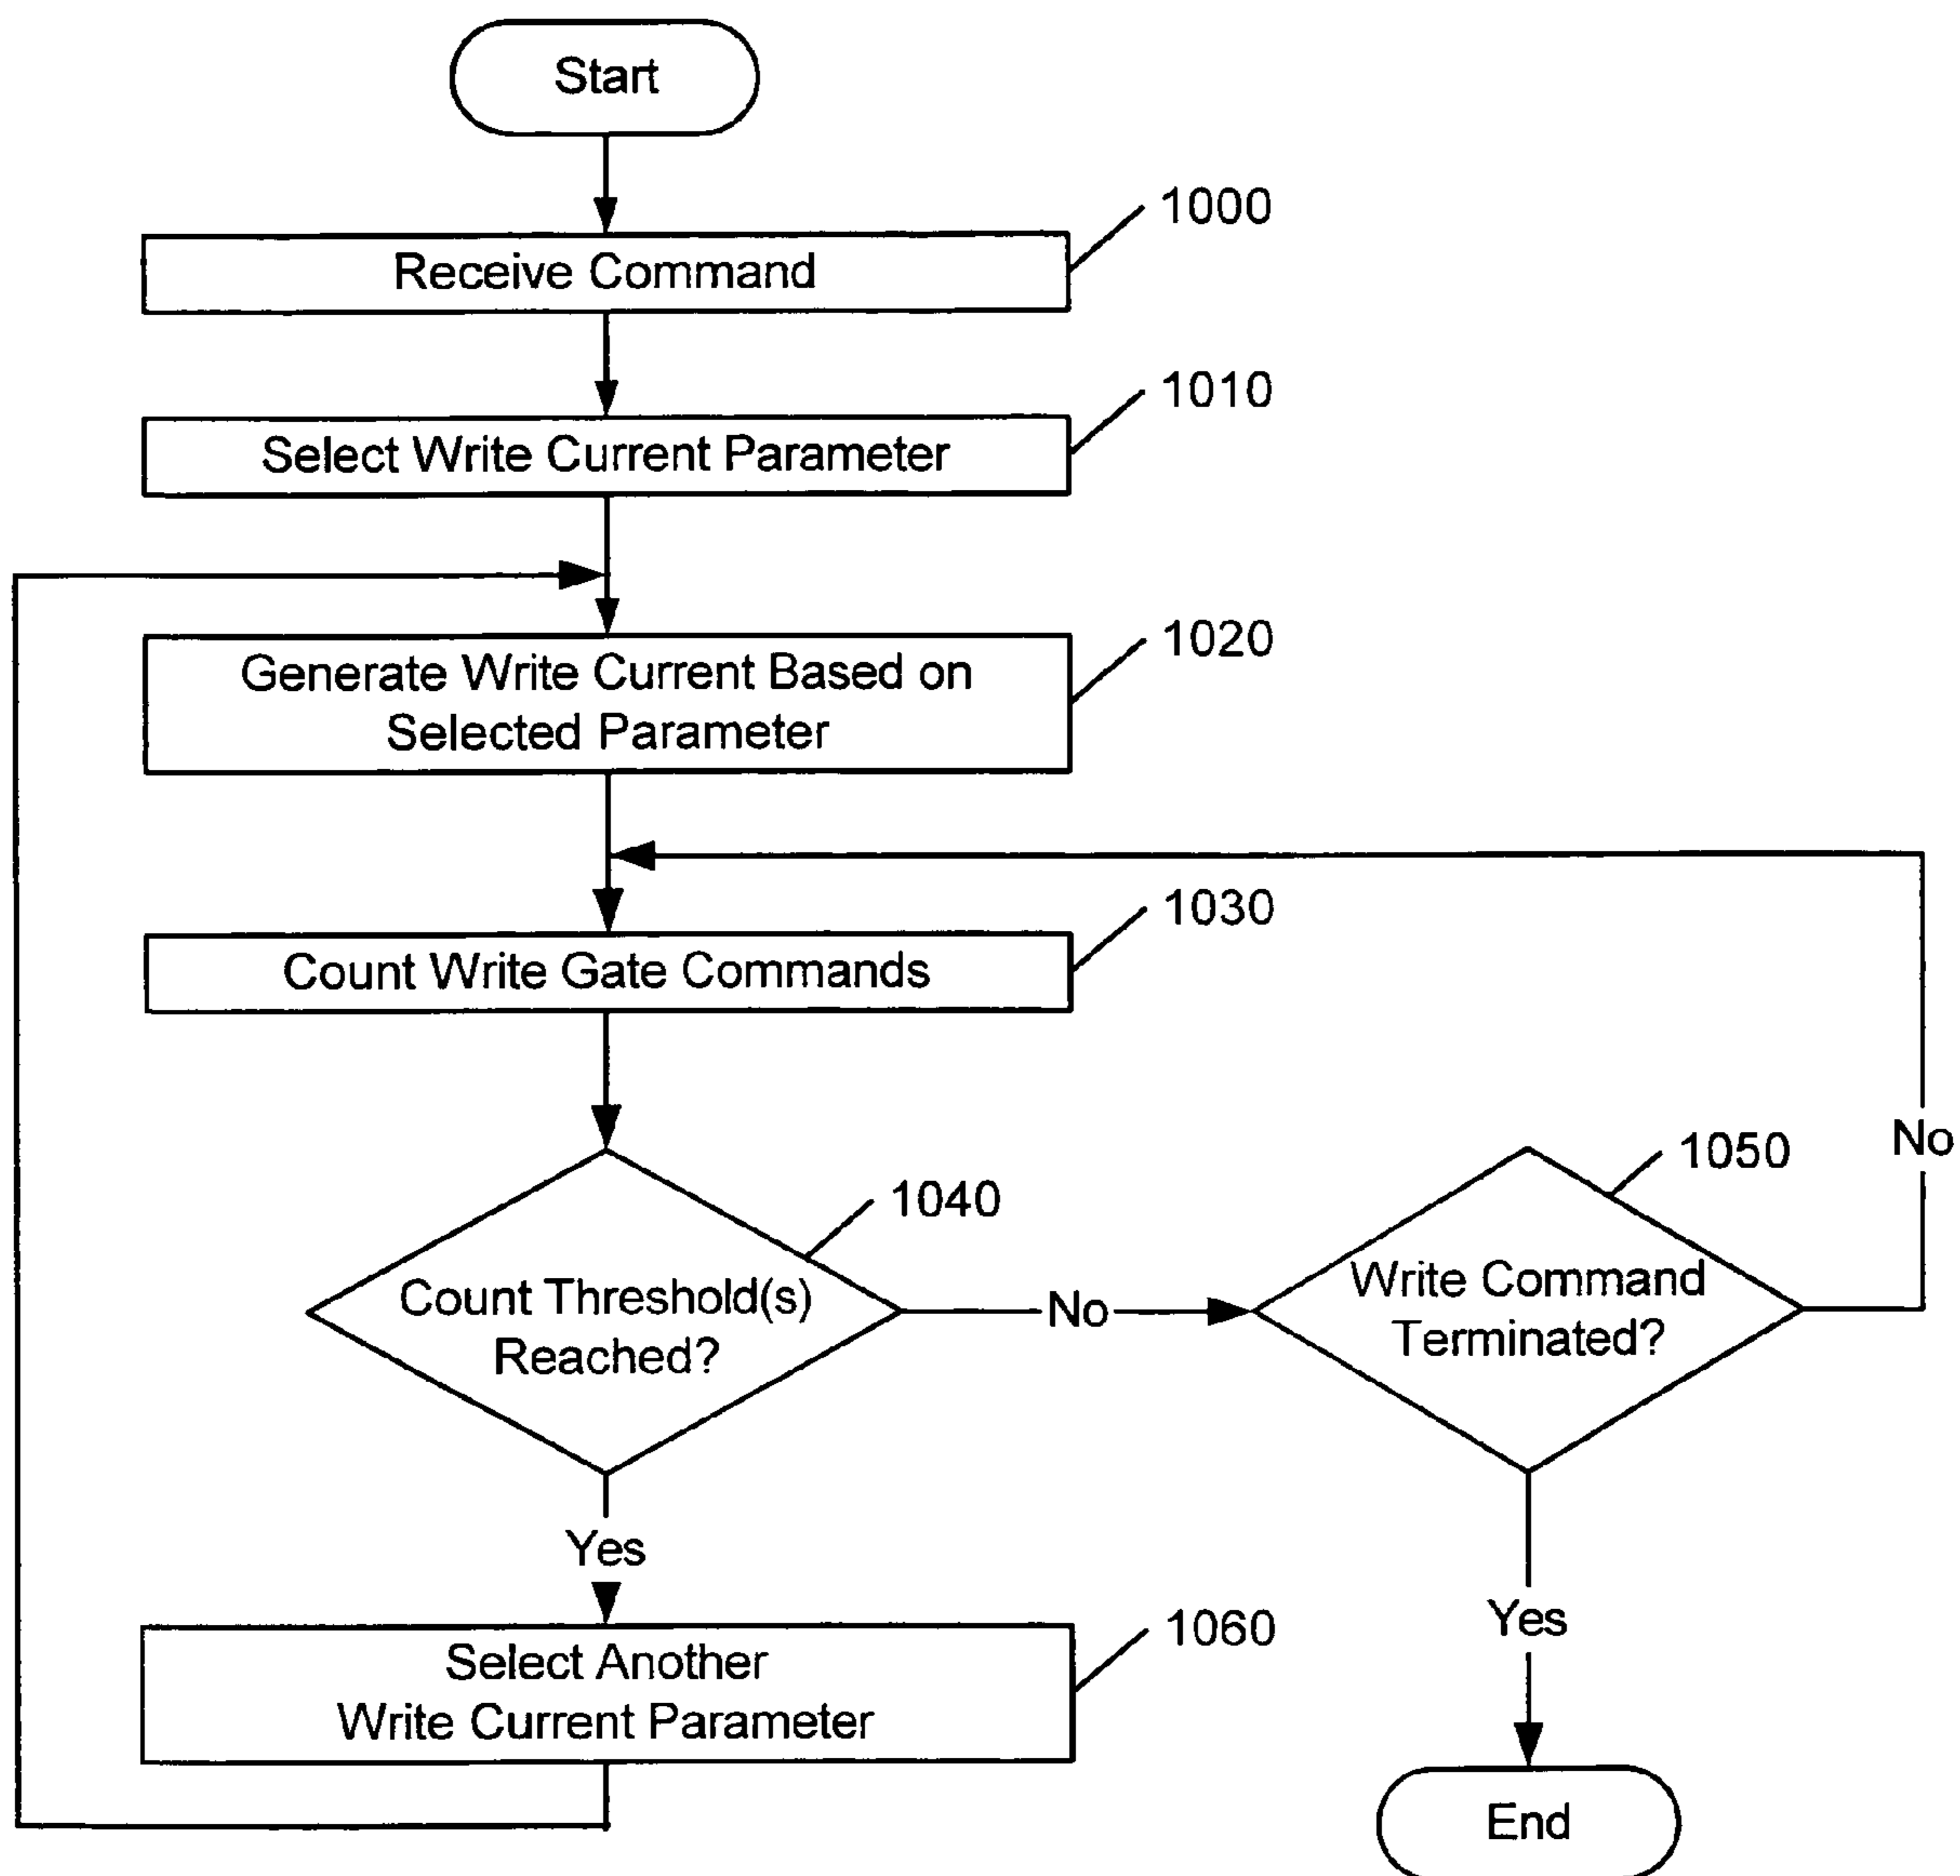 Start
1000
Receive Command
1010
Select Write Current Parameter
1020
Generate Write Current Based on
Selected Parameter
1030
Count Write Gate Commands
1040
Count Threshold(s)
Reached?
No
1050
Write Command
Terminated?
No
Yes
Yes
1060
Select Another
Write Current Parameter
End